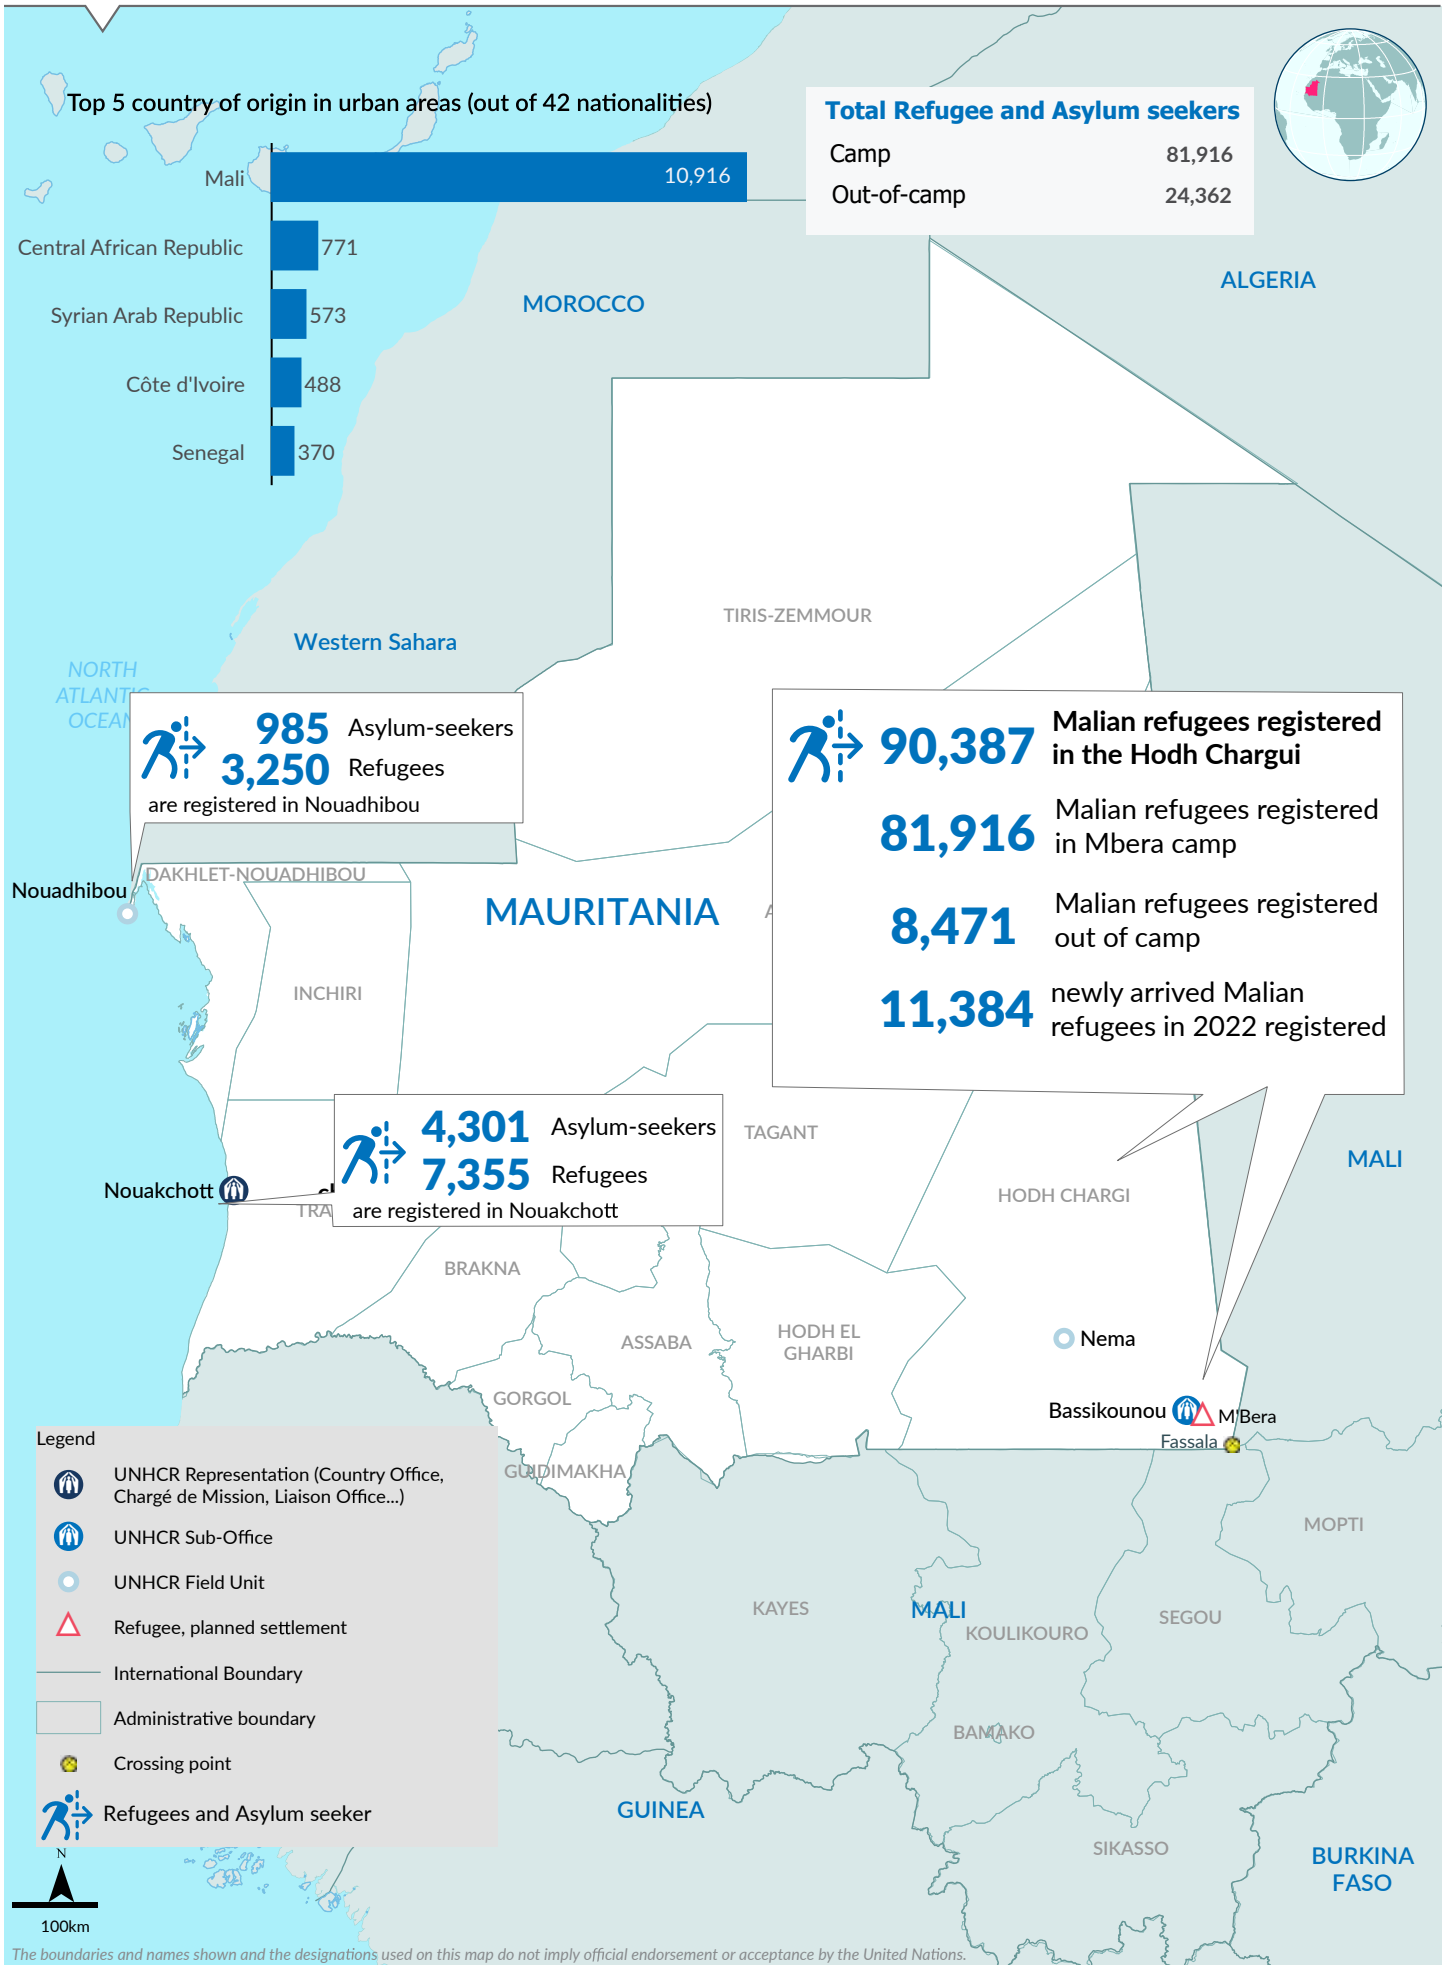 Top 5 country of origin in urban areas (out of 42 nationalities)
Mali
10,916
Central African Republic
771
Syrian Arab Republic
573
Côte d'Ivoire
488
Senegal
370
Total Refugee and Asylum seekers
Camp 81,916
Out-of-camp 24,362
ALGERIA
MOROCCO
TIRIS-ZEMMOUR
Western Sahara
NORTH
ATLANTIC
OCEAN
985 Asylum-seekers
3,250 Refugees
are registered in Nouadhibou
90,387 Malian refugees registered
in the Hodh Chargui
81,916 Malian refugees registered
in Mbera camp
8,471 Malian refugees registered
out of camp
11,384 newly arrived Malian
refugees in 2022 registered
DAKHLET-NOUADHIBOU
Nouadhibou
MAURITANIA
INCHIRI
4,301 Asylum-seekers
7,355 Refugees
are registered in Nouakchott
TAGANT
MALI
Nouakchott
TRA
HODH CHARGI
BRAKNA
ASSABA
HODH EL
GHARBI
Nema
GORGOL
Bassikounou
M'Bera
Fassala
GUIDIMAKHA
MOPTI
KAYES
MALI
KOULIKOURO
SEGOU
BAMAKO
GUINEA
SIKASSO
BURKINA
FASO
Legend
UNHCR Representation (Country Office,
Chargé de Mission, Liaison Office...)
UNHCR Sub-Office
UNHCR Field Unit
Refugee, planned settlement
International Boundary
Administrative boundary
Crossing point
Refugees and Asylum seeker
N
100km
The boundaries and names shown and the designations used on this map do not imply official endorsement or acceptance by the United Nations.